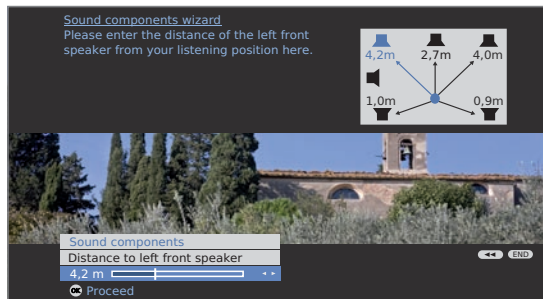 Sound components wizard
Please enter the distance of the left front
speaker from your listening position here.
4,2m 2,7m 4,0m
1,0m 0,9m
Sound components
Distance to left front speaker
4,2 m
OK Proceed
END